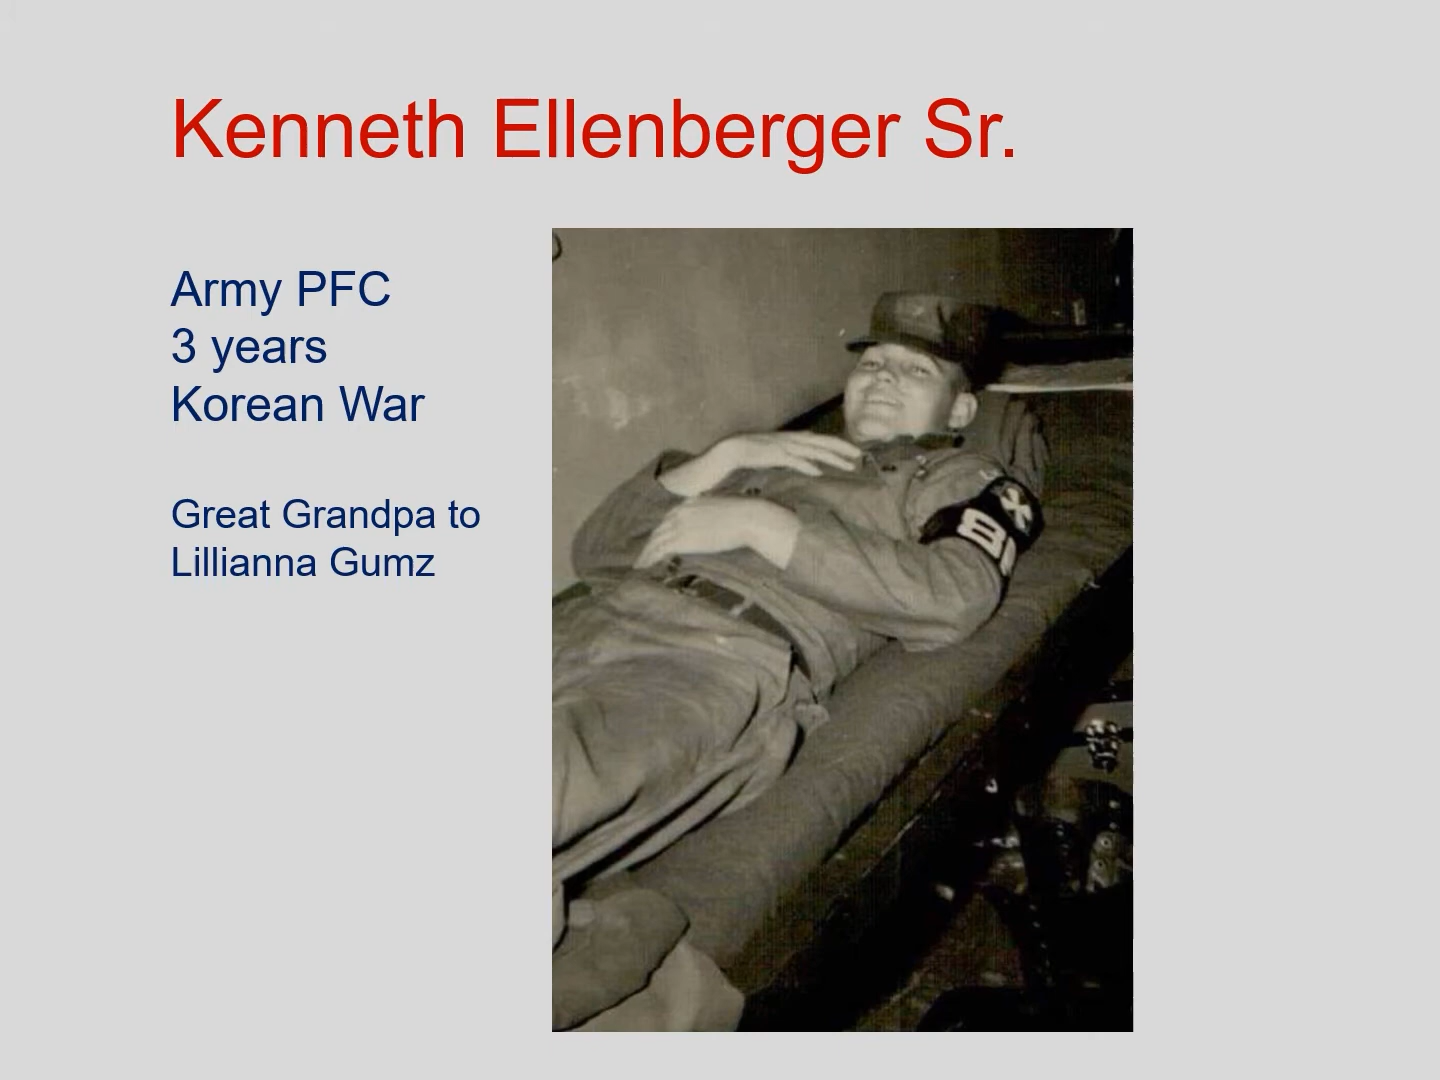 Kenneth Ellenberger Sr.
Army PFC
3 years
Korean War
Great Grandpa to
Lillianna Gumz